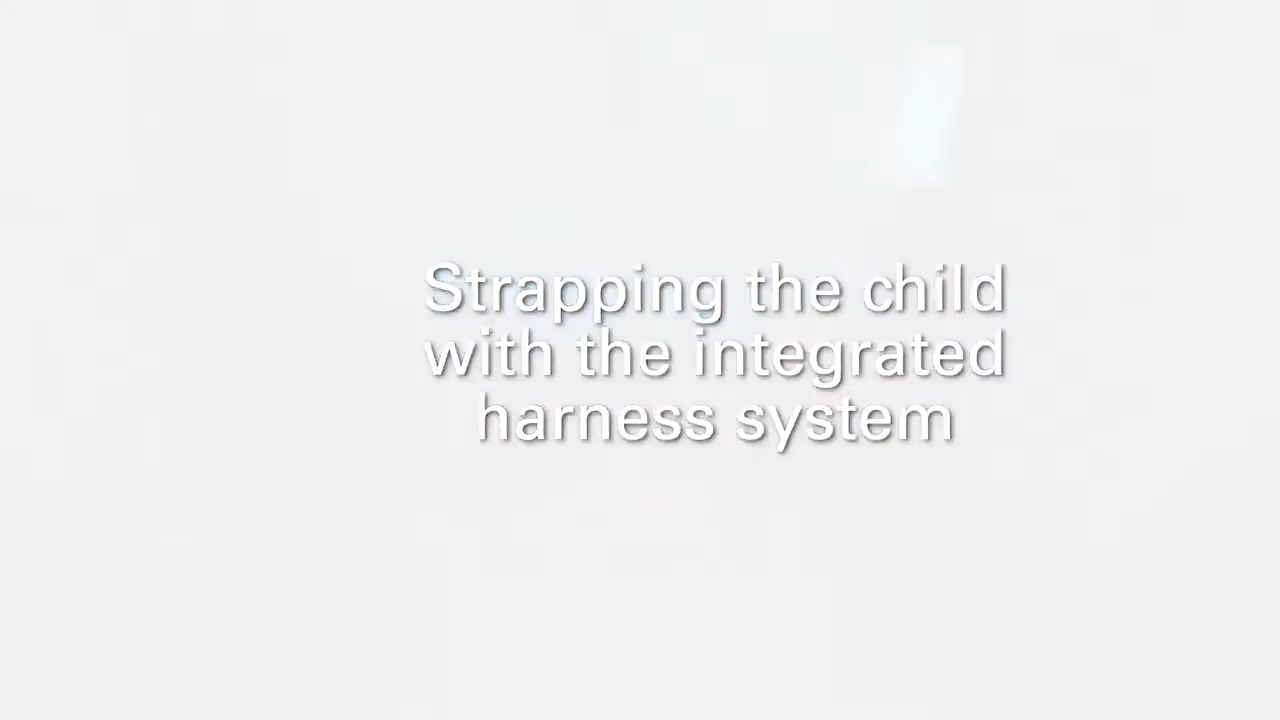 Strapping the child
with the integrated
harness system